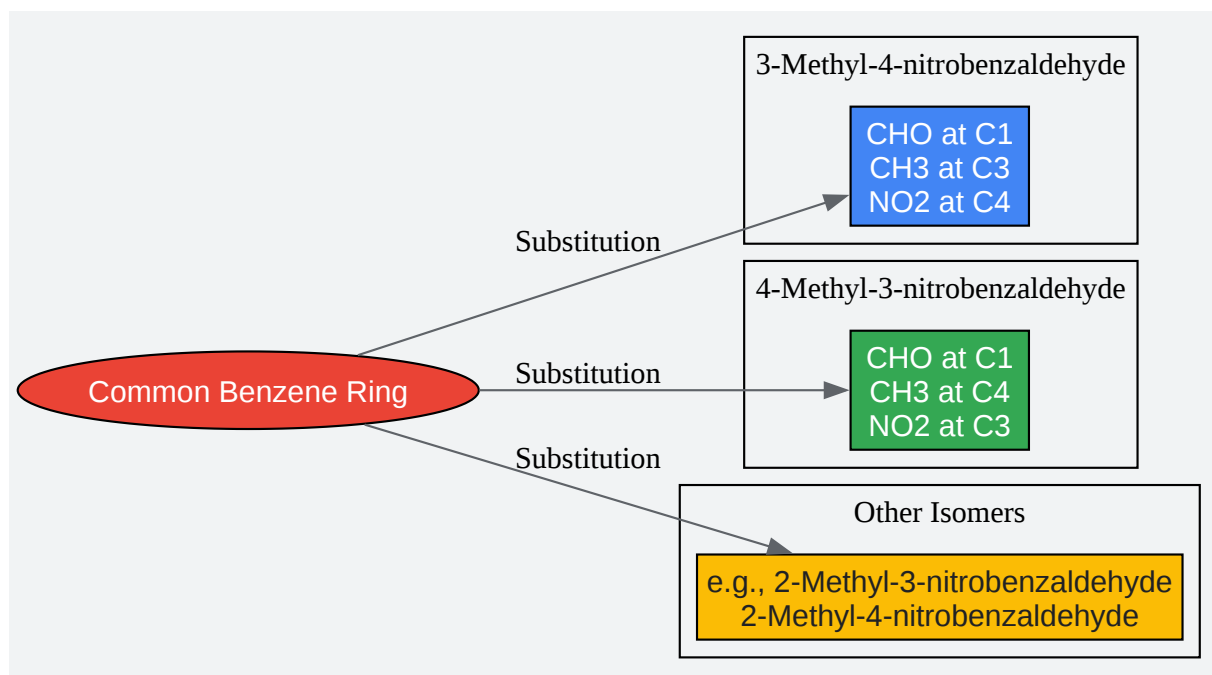 3-Methyl-4-nitrobenzaldehyde
CHO at C1
CH3 at C3
NO2 at C4
Substitution
4-Methyl-3-nitrobenzaldehyde
CHO at C1
CH3 at C4
NO2 at C3
Substitution
Common Benzene Ring
Substitution
Other Isomers
e.g., 2-Methyl-3-nitrobenzaldehyde
2-Methyl-4-nitrobenzaldehyde